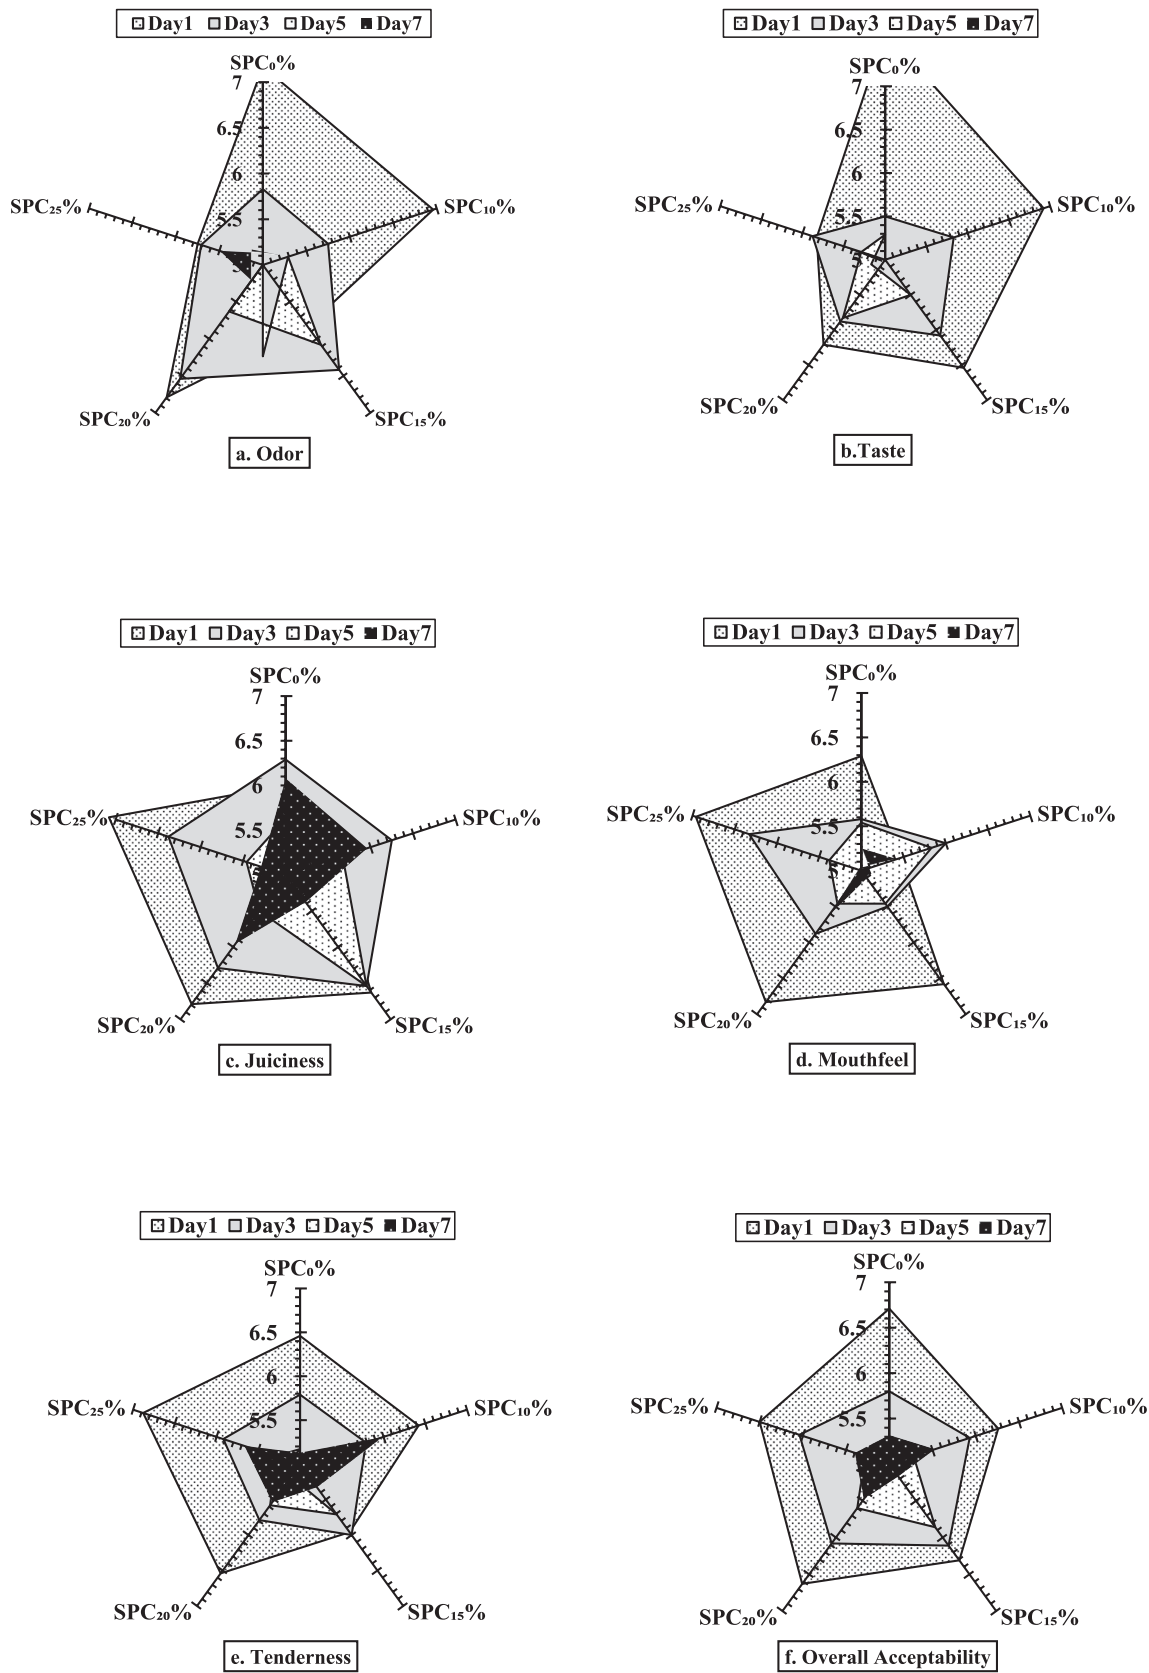 Day1 Day3 Day5 Day7
SPC₀%
7
6.5
6
5.5
5
SPC₁₀%
SPC₁₅%
SPC₂₀%
SPC₂₅%
a. Odor
Day1 Day3 Day5 Day7
SPC₀%
7
6.5
6
5.5
5
SPC₁₀%
SPC₁₅%
SPC₂₀%
SPC₂₅%
b.Taste
Day1 Day3 Day5 Day7
SPC₀%
7
6.5
6
5.5
5
SPC₁₀%
SPC₁₅%
SPC₂₀%
SPC₂₅%
c. Juiciness
Day1 Day3 Day5 Day7
SPC₀%
7
6.5
6
5.5
5
SPC₁₀%
SPC₁₅%
SPC₂₀%
SPC₂₅%
d. Mouthfeel
Day1 Day3 Day5 Day7
SPC₀%
7
6.5
6
5.5
SPC₁₀%
SPC₁₅%
SPC₂₀%
SPC₂₅%
e. Tenderness
Day1 Day3 Day5 Day7
SPC₀%
7
6.5
6
5.5
SPC₁₀%
SPC₁₅%
SPC₂₀%
SPC₂₅%
f. Overall Acceptability